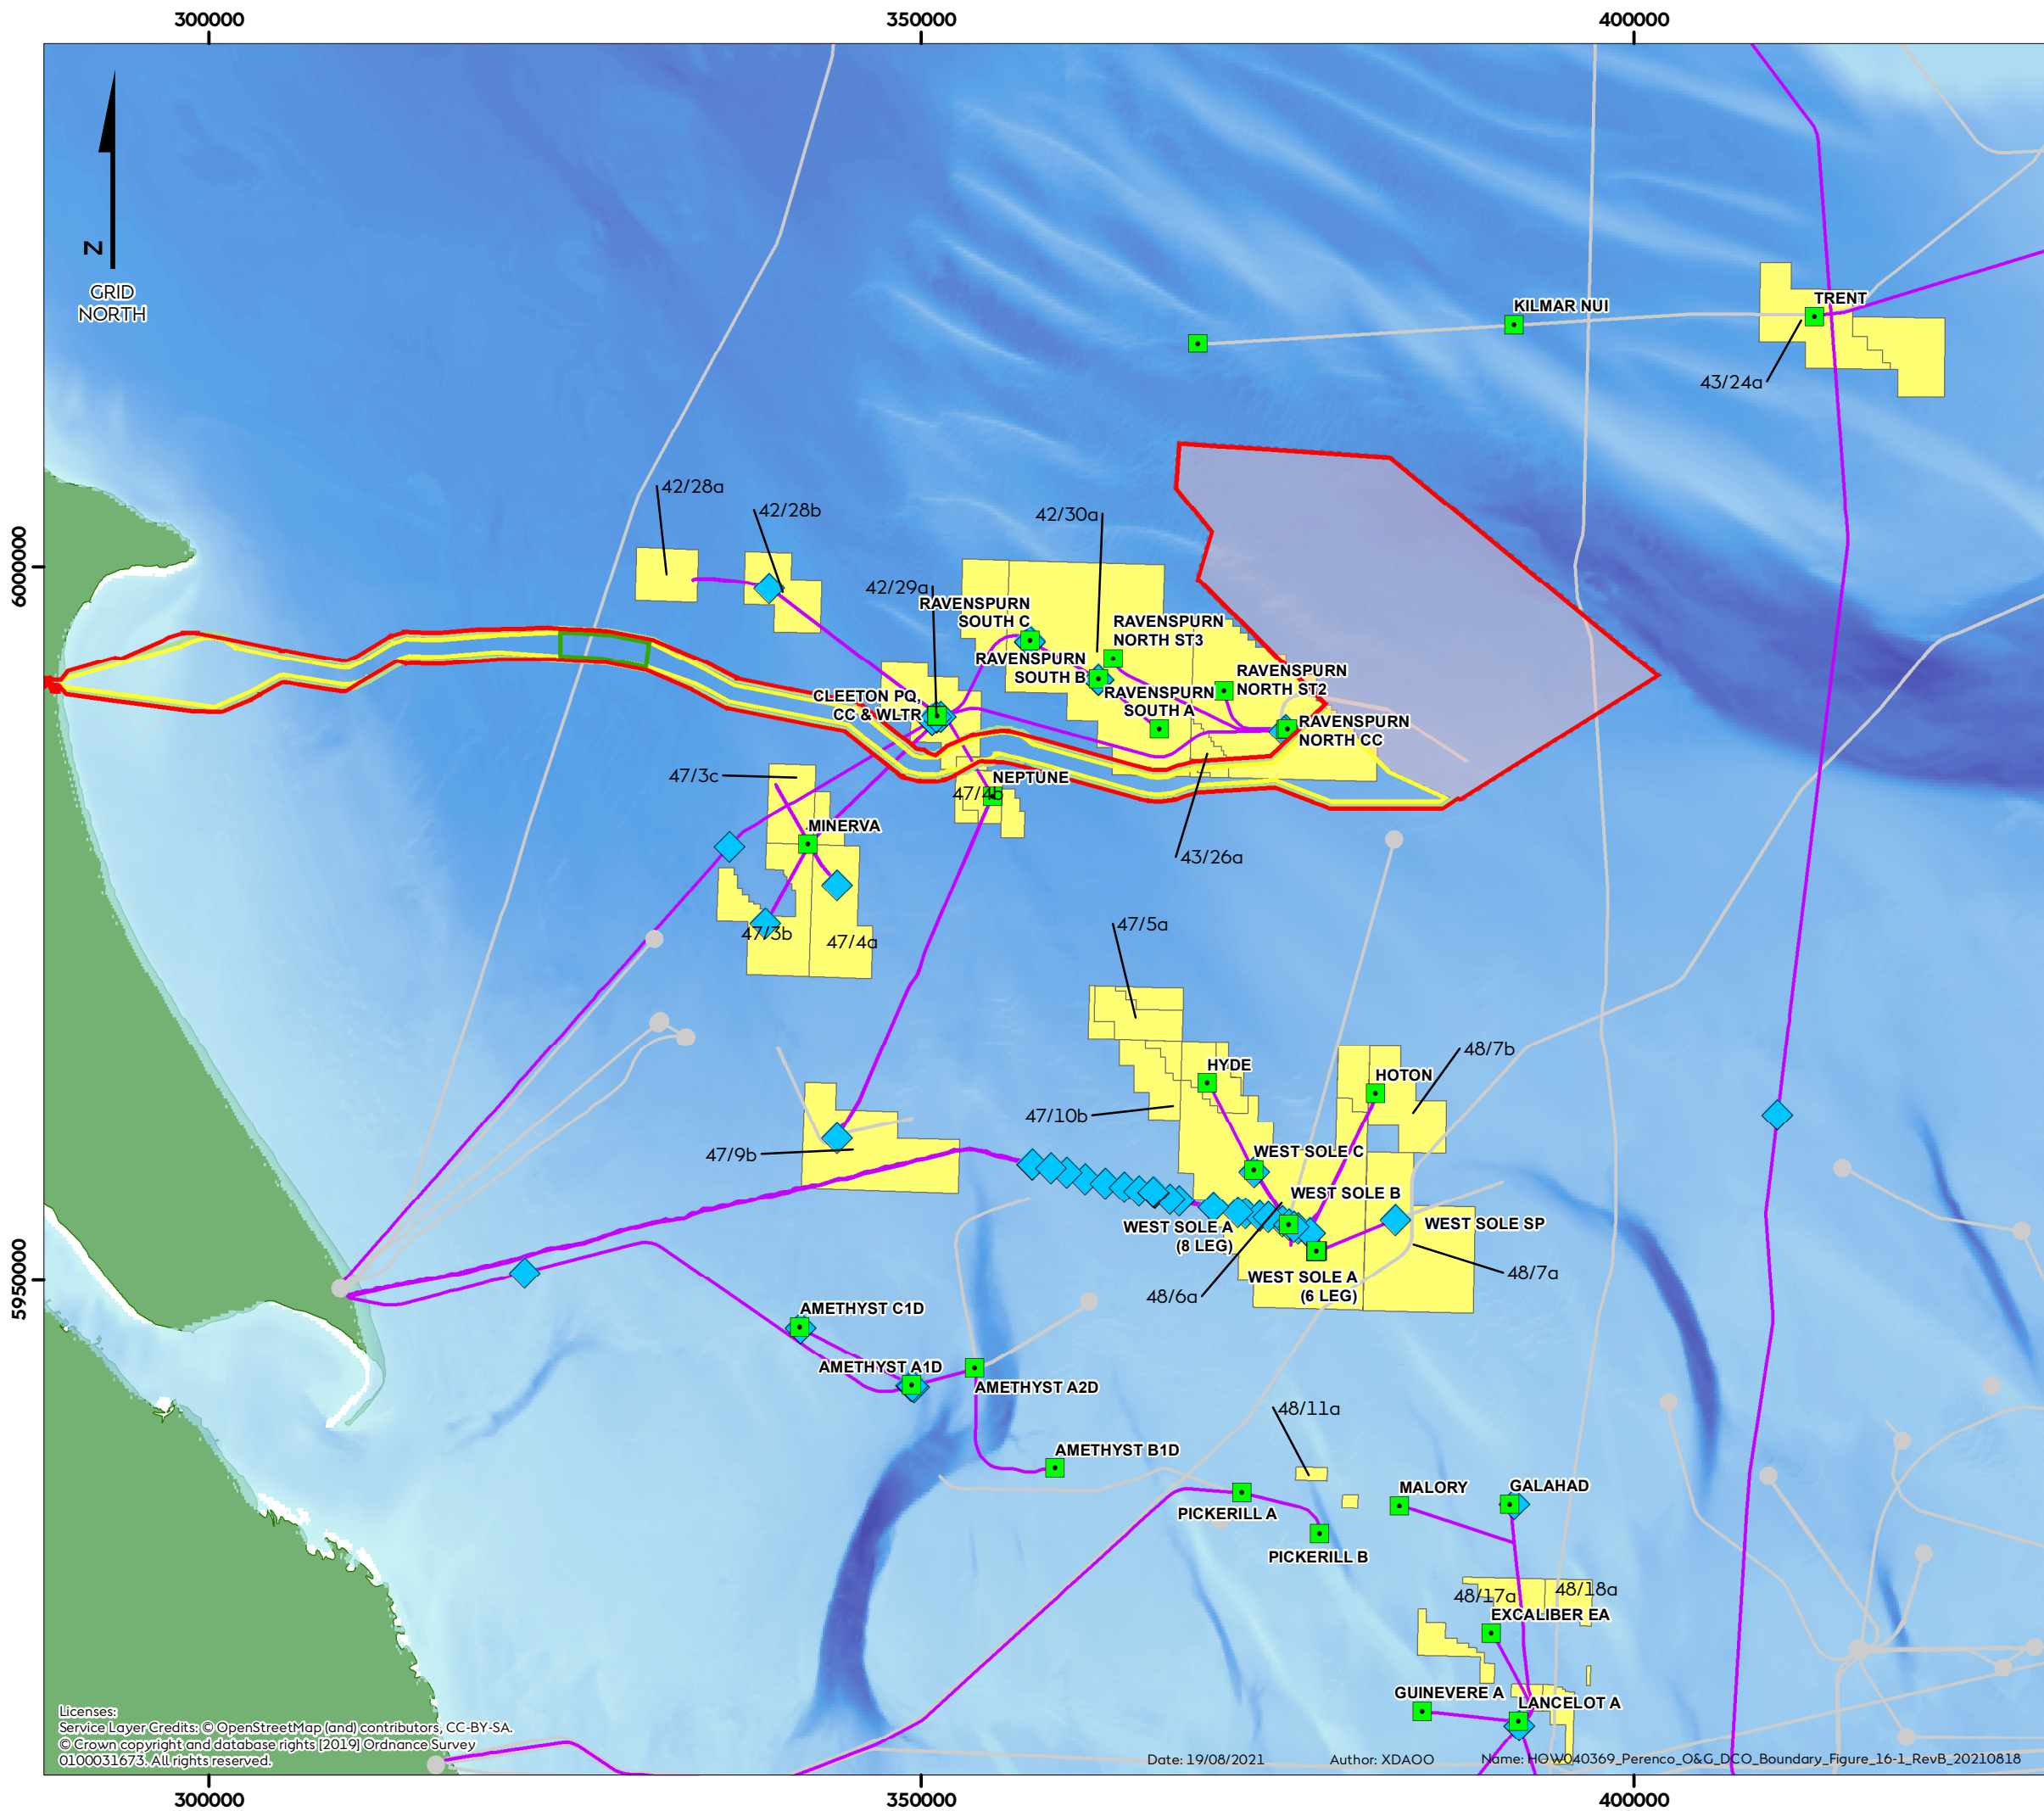 300000
350000
400000
N
GRID
NORTH
KILMAR NUI
TRENT
43/24a
42/28a
42/28b
42/30a
600000
42/29a
RAVENSPURN
SOUTH C
RAVENSPURN
NORTH ST3
RAVENSPURN
SOUTH B
RAVENSPURN
NORTH ST2
RAVENSPURN
SOUTH A
CLEETON PQ,
CC & WLTR
RAVENSPURN
NORTH CC
47/3c
NEPTUNE
47/4b
MINERVA
43/26a
47/3b
47/4a
47/5a
48/7b
HYDE
HOTON
47/10b
47/9b
WEST SOLE C
WEST SOLE B
WEST SOLE A
(8 LEG)
WEST SOLE SP
5950000
48/7a
WEST SOLE A
(6 LEG)
48/6a
AMETHYST C1D
AMETHYST A1D
AMETHYST A2D
48/11a
AMETHYST B1D
MALORY
GALAHAD
PICKERILL A
PICKERILL B
48/17a
48/18a
EXCALIBER EA
GUINEVERE A
LANCELOT A
Licenses:
Service Layer Credits: © OpenStreetMap (and) contributors, CC-BY-SA.
© Crown copyright and database rights [2019] Ordnance Survey
0100031673. All rights reserved.
Date: 19/08/2021
Author: XDAOO
Name: HOW040369_Perenco_O&G_DCO_Boundary_Figure_16-1_RevB_20210818
300000
350000
400000